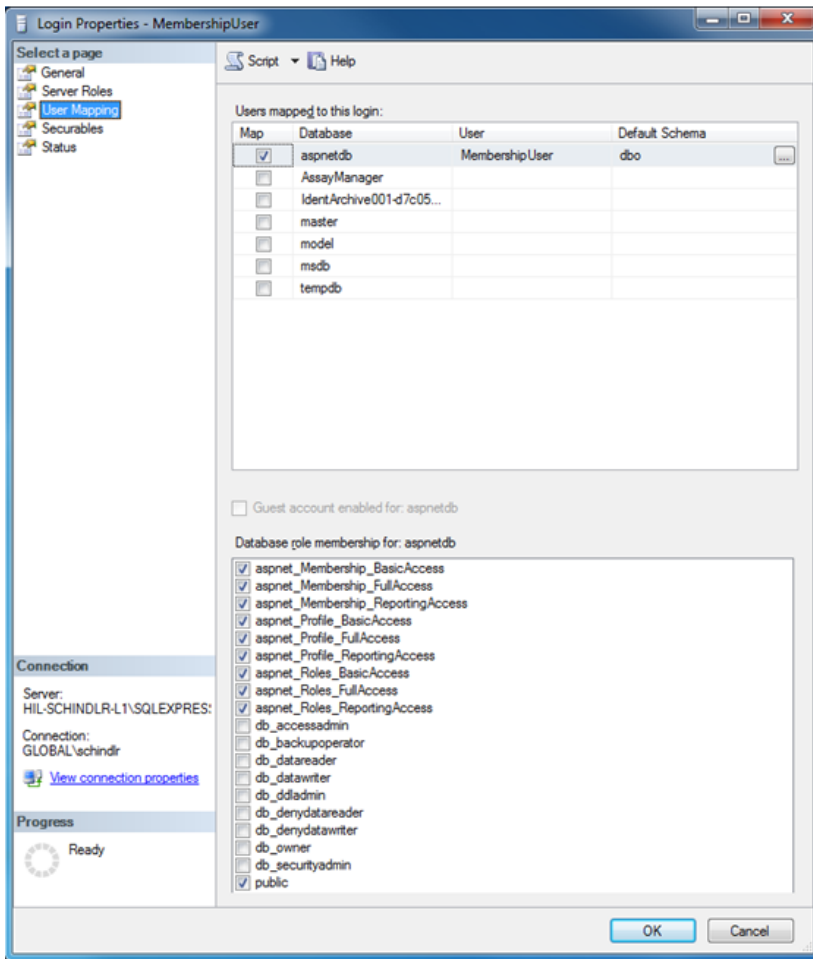 Login Properties - MembershipUser
Select a page
General
Server Roles
User Mapping
Securables
Status
Script Help
Users mapped to this login:
Map Database User Default Schema
aspnetdb MembershipUser dbo ...
AssayManager
IdentArchive001-d7c05...
master
model
msdb
tempdb
Guest account enabled for: aspnetdb
Database role membership for: aspnetdb
aspnet_Membership_BasicAccess
aspnet_Membership_FullAccess
aspnet_Membership_ReportingAccess
aspnet_Profile_BasicAccess
aspnet_Profile_FullAccess
aspnet_Profile_ReportingAccess
aspnet_Roles_BasicAccess
aspnet_Roles_FullAccess
aspnet_Roles_ReportingAccess
db_accessadmin
db_backupoperator
db_datareader
db_datawriter
db_ddladmin
db_denydatareader
db_denydatawriter
db_owner
db_securityadmin
public
Connection
Server:
HIL-SCHINDLR-L1\SQLEXPRES:
Connection:
GLOBAL\schindlr
View connection properties
Progress
Ready
OK Cancel